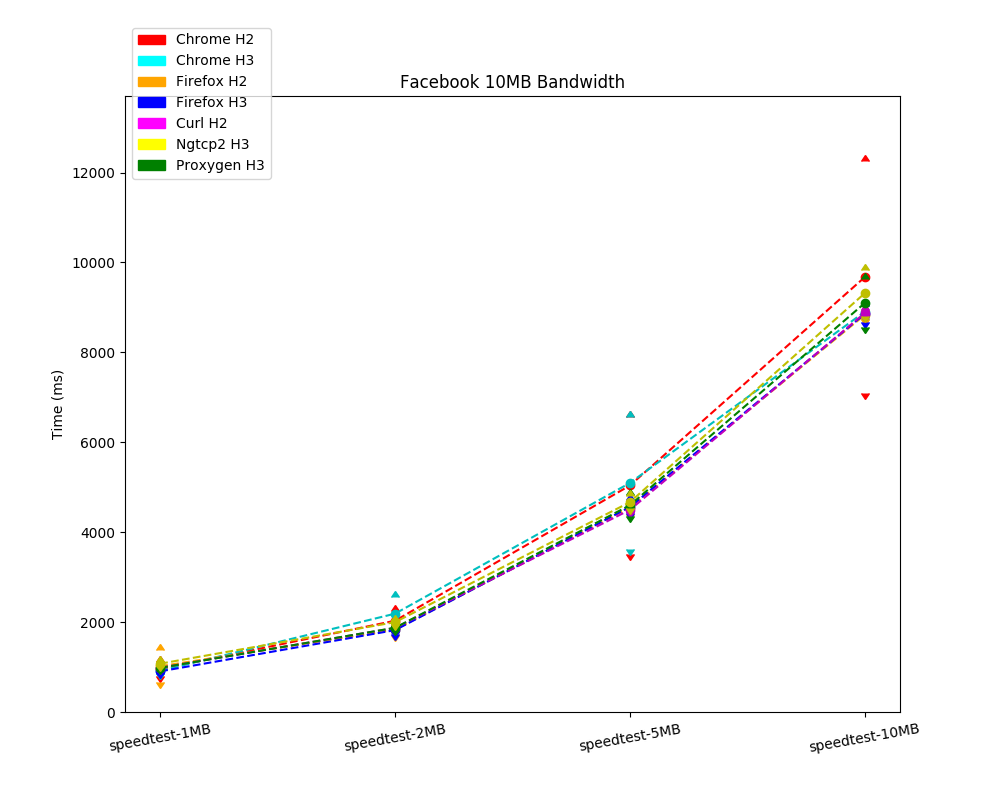 Chrome H2
Chrome H3
Firefox H2
Firefox H3
Curl H2
Ngtcp2 H3
Proxygen H3
Facebook 10MB Bandwidth
12000
10000
8000
6000
4000
2000
0
Time (ms)
speedtest-1MB
speedtest-2MB
speedtest-5MB
speedtest-10MB